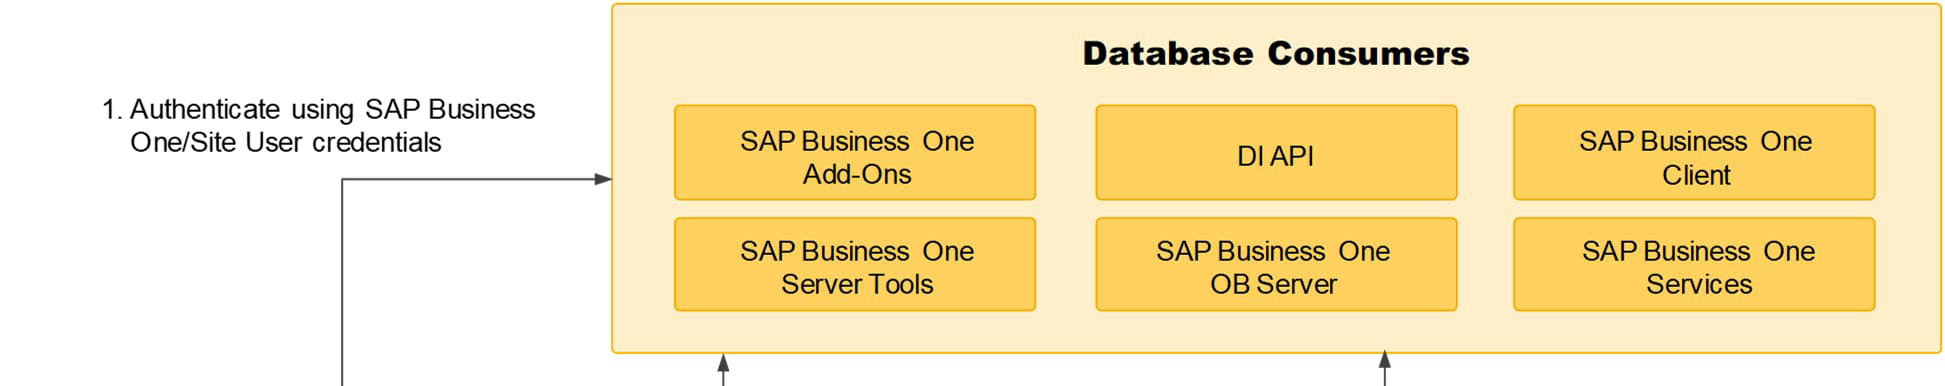 Database Consumers
1. Authenticate using SAP Business
One/Site User credentials
SAP Business One
Add-Ons
DI API
SAP Business One
Client
SAP Business One
Server Tools
SAP Business One
OB Server
SAP Business One
Services